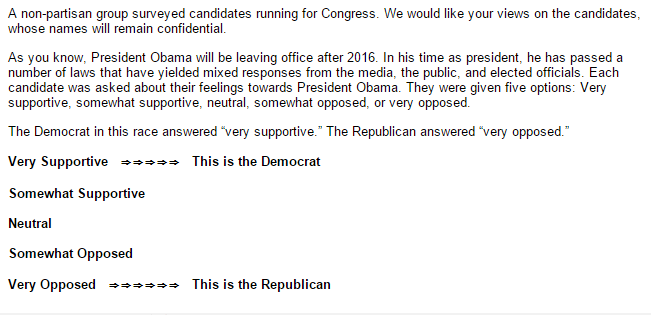 A non-partisan group surveyed candidates running for Congress. We would like your views on the candidates,
whose names will remain confidential.
As you know, President Obama will be leaving office after 2016. In his time as president, he has passed a
number of laws that have yielded mixed responses from the media, the public, and elected officials. Each
candidate was asked about their feelings towards President Obama. They were given five options: Very
supportive, somewhat supportive, neutral, somewhat opposed, or very opposed.
The Democrat in this race answered “very supportive.” The Republican answered “very opposed.”
Very Supportive ⇒⇒⇒⇒⇒ This is the Democrat
Somewhat Supportive
Neutral
Somewhat Opposed
Very Opposed ⇒⇒⇒⇒⇒⇒ This is the Republican